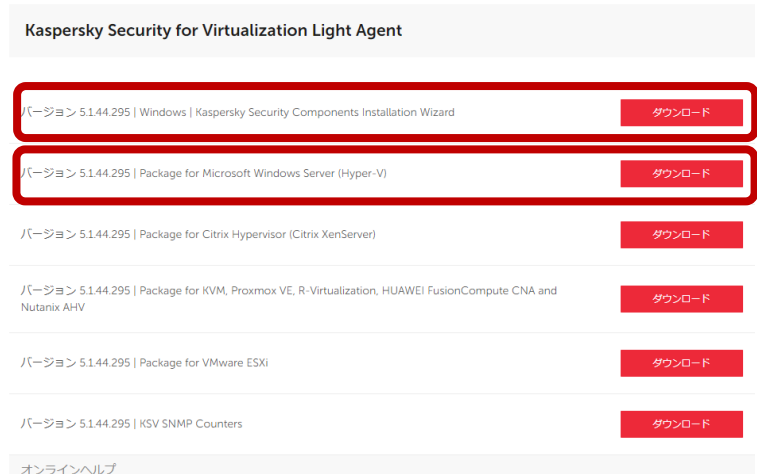 Kaspersky Security for Virtualization Light Agent
バージョン 5.1.44.295 | Windows | Kaspersky Security Components Installation Wizard
ダウンロード
バージョン 5.1.44.295 | Package for Microsoft Windows Server (Hyper-V)
ダウンロード
バージョン 5.1.44.295 | Package for Citrix Hypervisor (Citrix XenServer)
ダウンロード
バージョン 5.1.44.295 | Package for KVM, Proxmox VE, R-Virtualization, HUAWEI FusionCompute CNA and
Nutanix AHV
ダウンロード
バージョン 5.1.44.295 | Package for VMware ESXi
ダウンロード
バージョン 5.1.44.295 | KSV SNMP Counters
ダウンロード
オンラインヘルプ